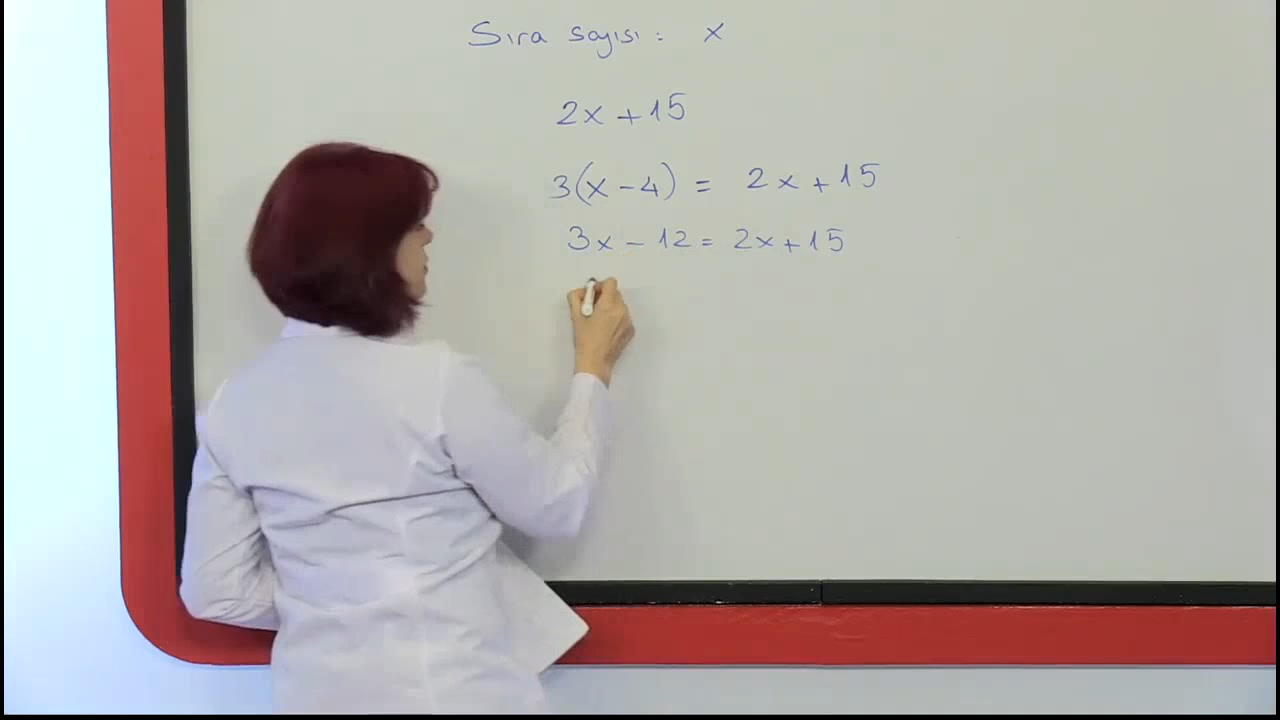 Sıra sayısı: x
2x + 15
3(x - 4) = 2x + 15
3x - 12 = 2x + 15